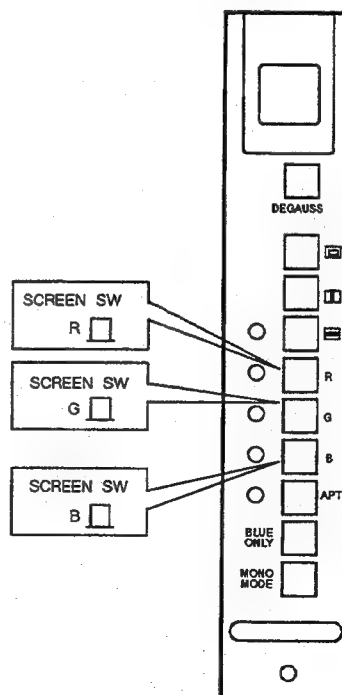 DEGAUSS
SCREEN SW
R
R
SCREEN SW
G
G
SCREEN SW
B
B
APT
BLUE
ONLY
MONO
MODE